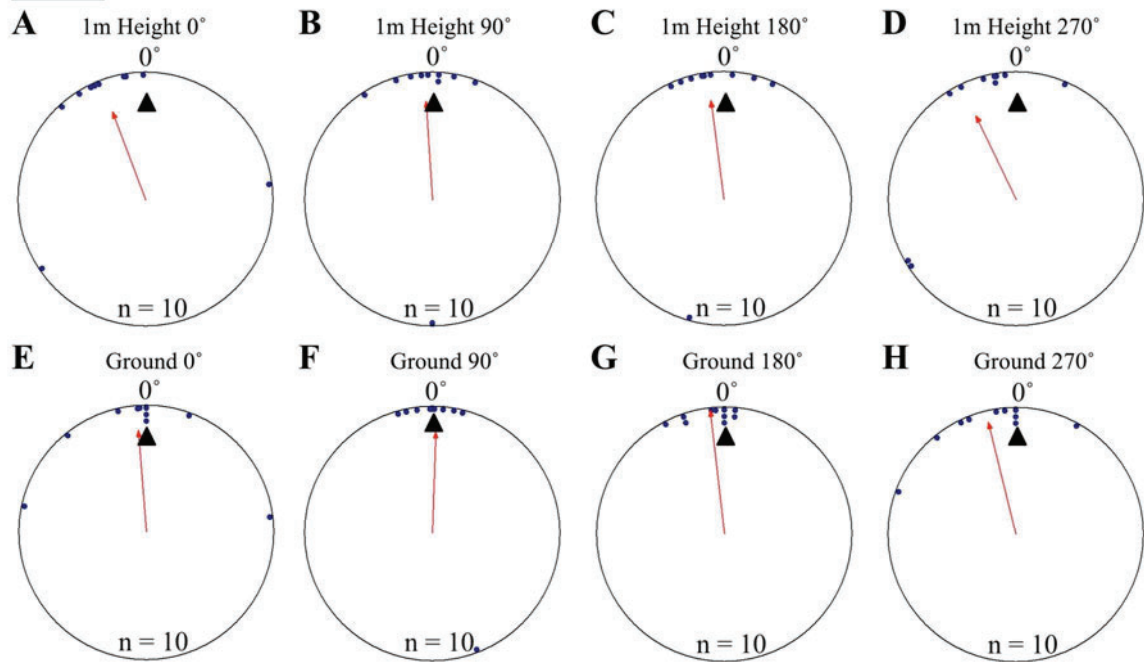 A 1m Height 0° B 1m Height 90° C 1m Height 180° D 1m Height 270°
0° 0° 0° 0°
n = 10 n = 10 n = 10 n = 10
E Ground 0° F Ground 90° G Ground 180° H Ground 270°
0° 0° 0° 0°
n = 10 n = 10 n = 10 n = 10